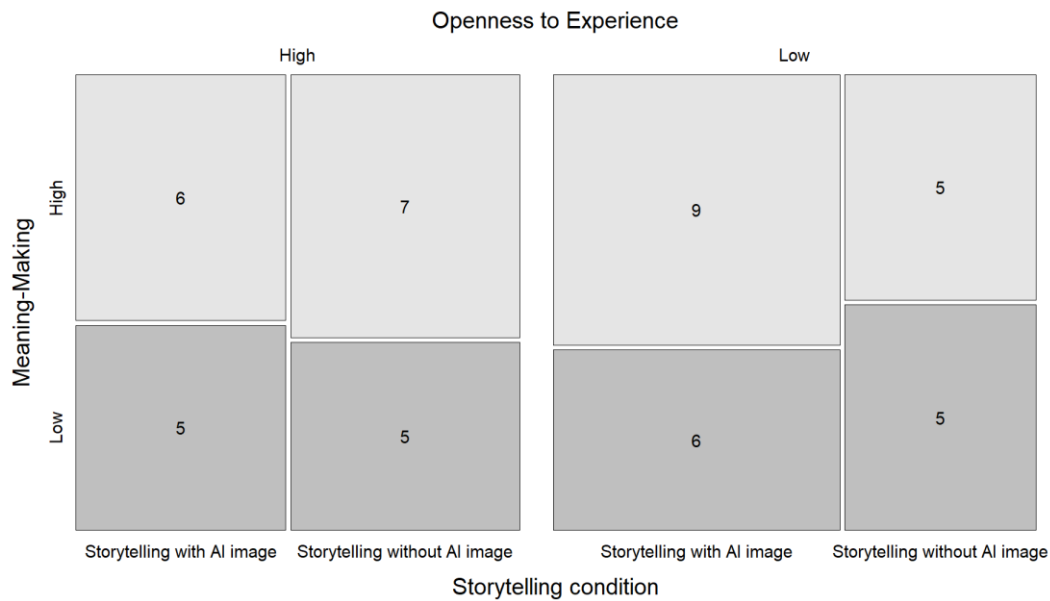 Openness to Experience
High Low
Meaning-Making
High
6 7 9 5
Low
5 5 6 5
Storytelling with AI image Storytelling without AI image Storytelling with AI image Storytelling without AI image
Storytelling condition